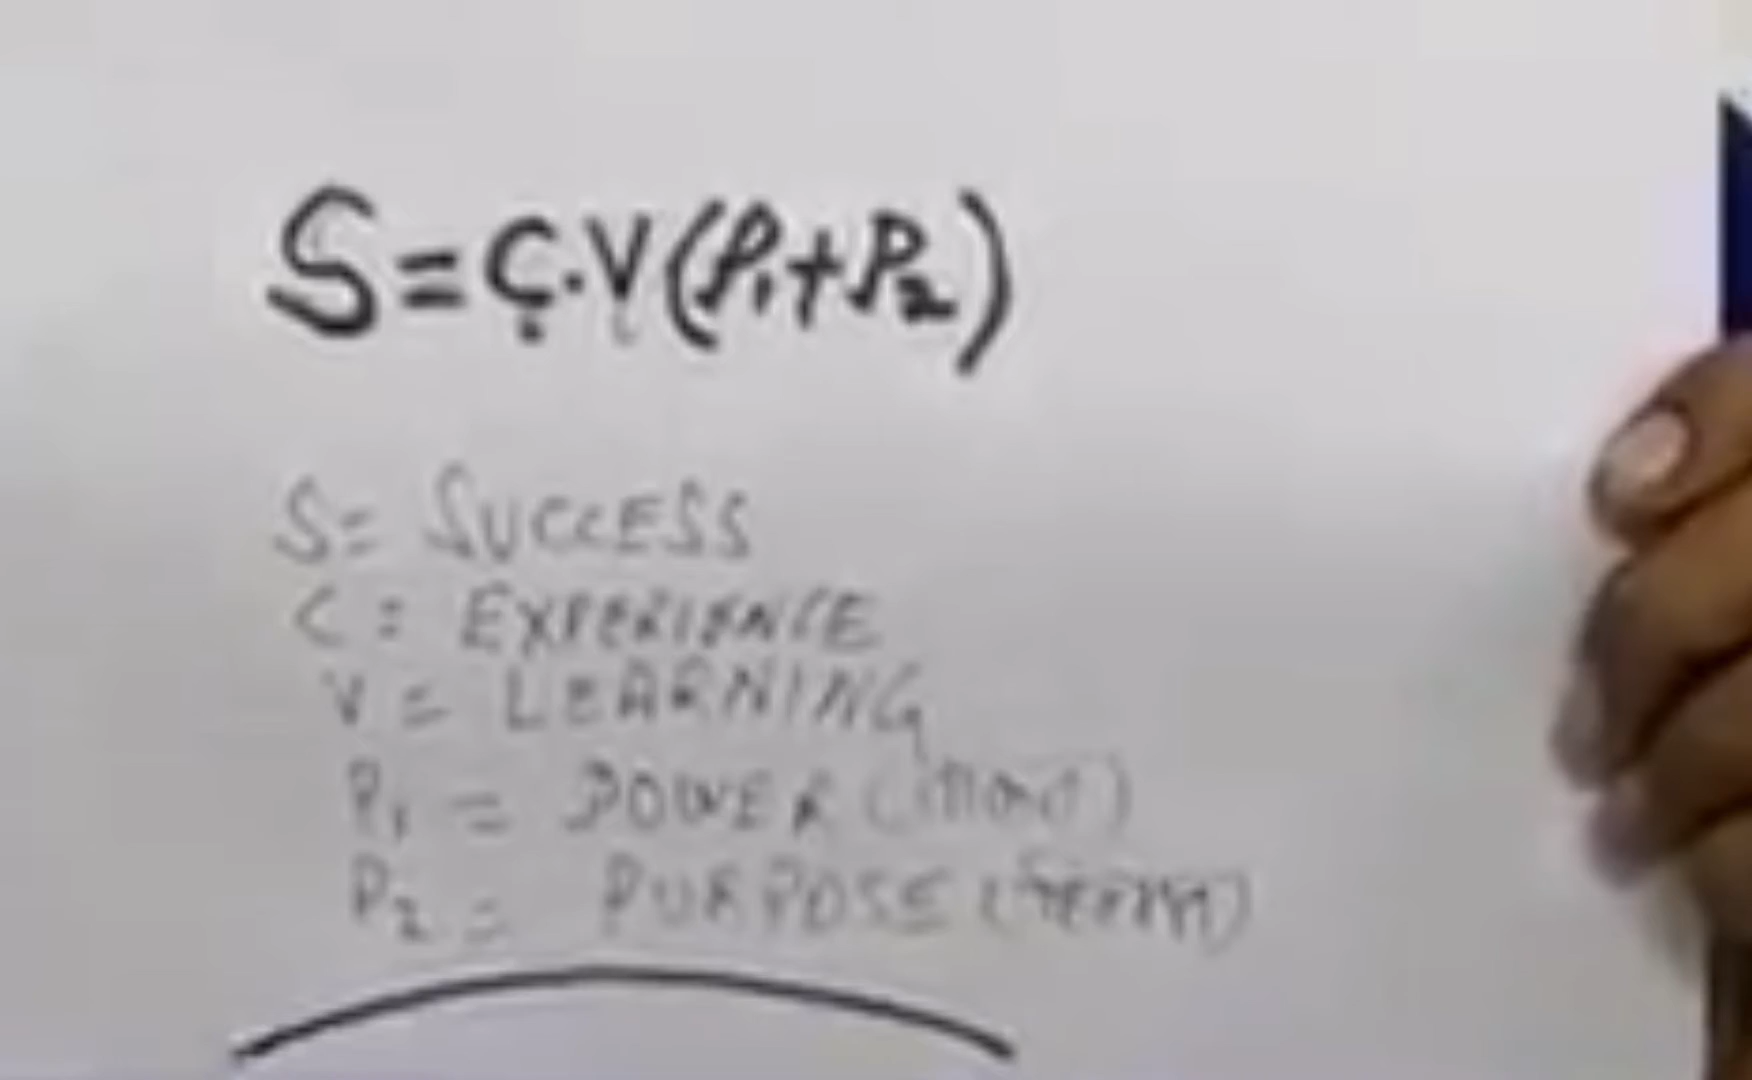 S=C.V(P₁+P₂)
S= SUCCESS
C= EXPERIENCE
V= LEARNING
P₁ = POWER
P₂ = PURPOSE